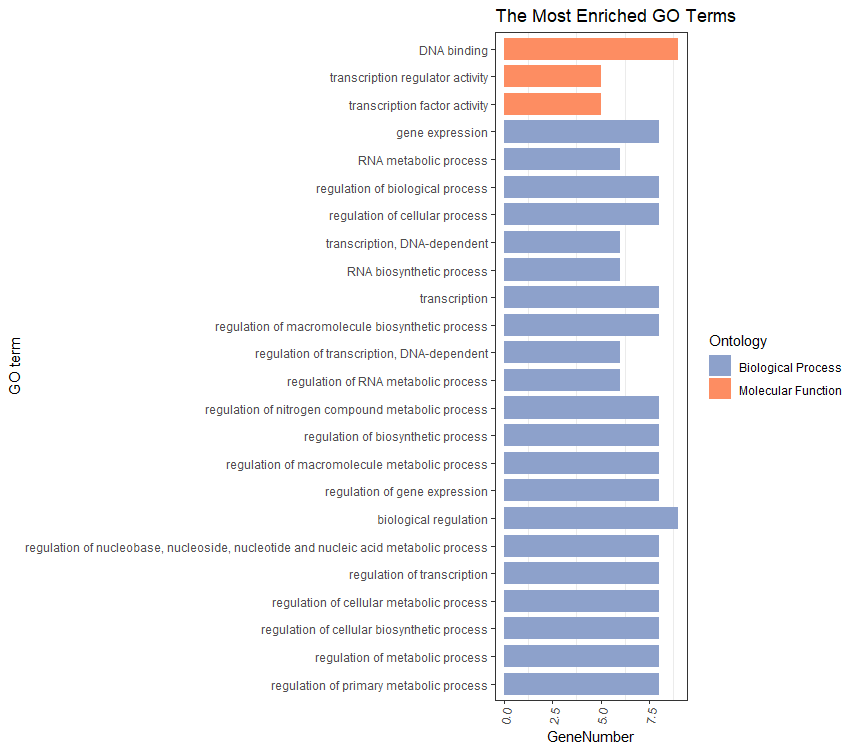 The Most Enriched GO Terms
DNA binding
transcription regulator activity
transcription factor activity
gene expression
RNA metabolic process
regulation of biological process
regulation of cellular process
transcription, DNA-dependent
RNA biosynthetic process
transcription
regulation of macromolecule biosynthetic process
regulation of transcription, DNA-dependent
regulation of RNA metabolic process
regulation of nitrogen compound metabolic process
regulation of biosynthetic process
regulation of macromolecule metabolic process
regulation of gene expression
biological regulation
regulation of nucleobase, nucleoside, nucleotide and nucleic acid metabolic process
regulation of transcription
regulation of cellular metabolic process
regulation of cellular biosynthetic process
regulation of metabolic process
regulation of primary metabolic process
GO term
0.0
2.5
5.0
7.5
GeneNumber
Ontology
Biological Process
Molecular Function